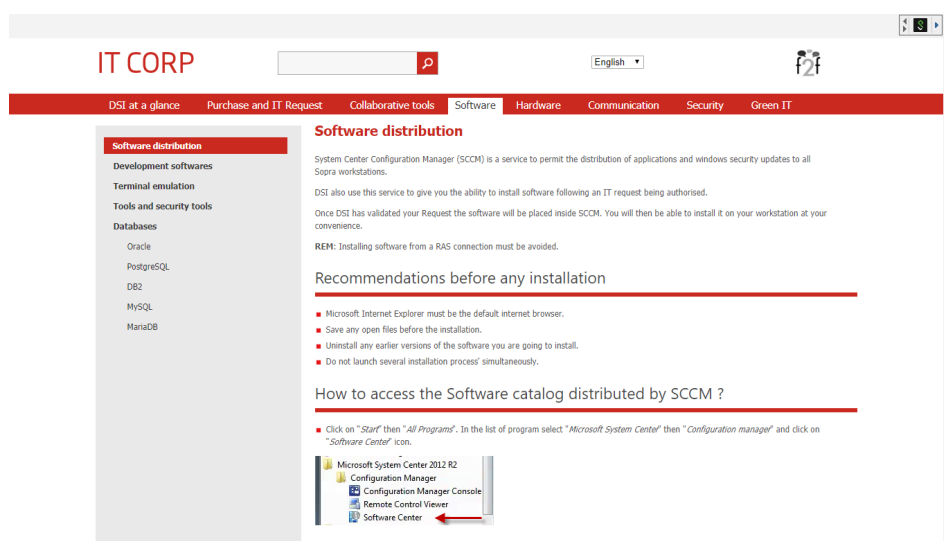 IT CORP
English
f2f
DSI at a glance Purchase and IT Request Collaborative tools Software Hardware Communication Security Green IT
Software distribution
Development softwares
Terminal emulation
Tools and security tools
Databases
Oracle
PostgreSQL
DB2
MySQL
MariaDB
Software distribution
System Center Configuration Manager (SCCM) is a service to permit the distribution of applications and windows security updates to all
Sopra workstations.
DSI also use this service to give you the ability to install software following an IT request being authorised.
Once DSI has validated your Request the software will be placed inside SCCM. You will then be able to install it on your workstation at your
convenience.
REM: Installing software from a RAS connection must be avoided.
Recommendations before any installation
Microsoft Internet Explorer must be the default internet browser.
Save any open files before the installation.
Uninstall any earlier versions of the software you are going to install.
Do not launch several installation process' simultaneously.
How to access the Software catalog distributed by SCCM ?
Click on "Start" then "All Programs". In the list of program select "Microsoft System Center" then "Configuration manager" and click on
"Software Center" icon.
Microsoft System Center 2012 R2
Configuration Manager
Configuration Manager Console
Remote Control Viewer
Software Center